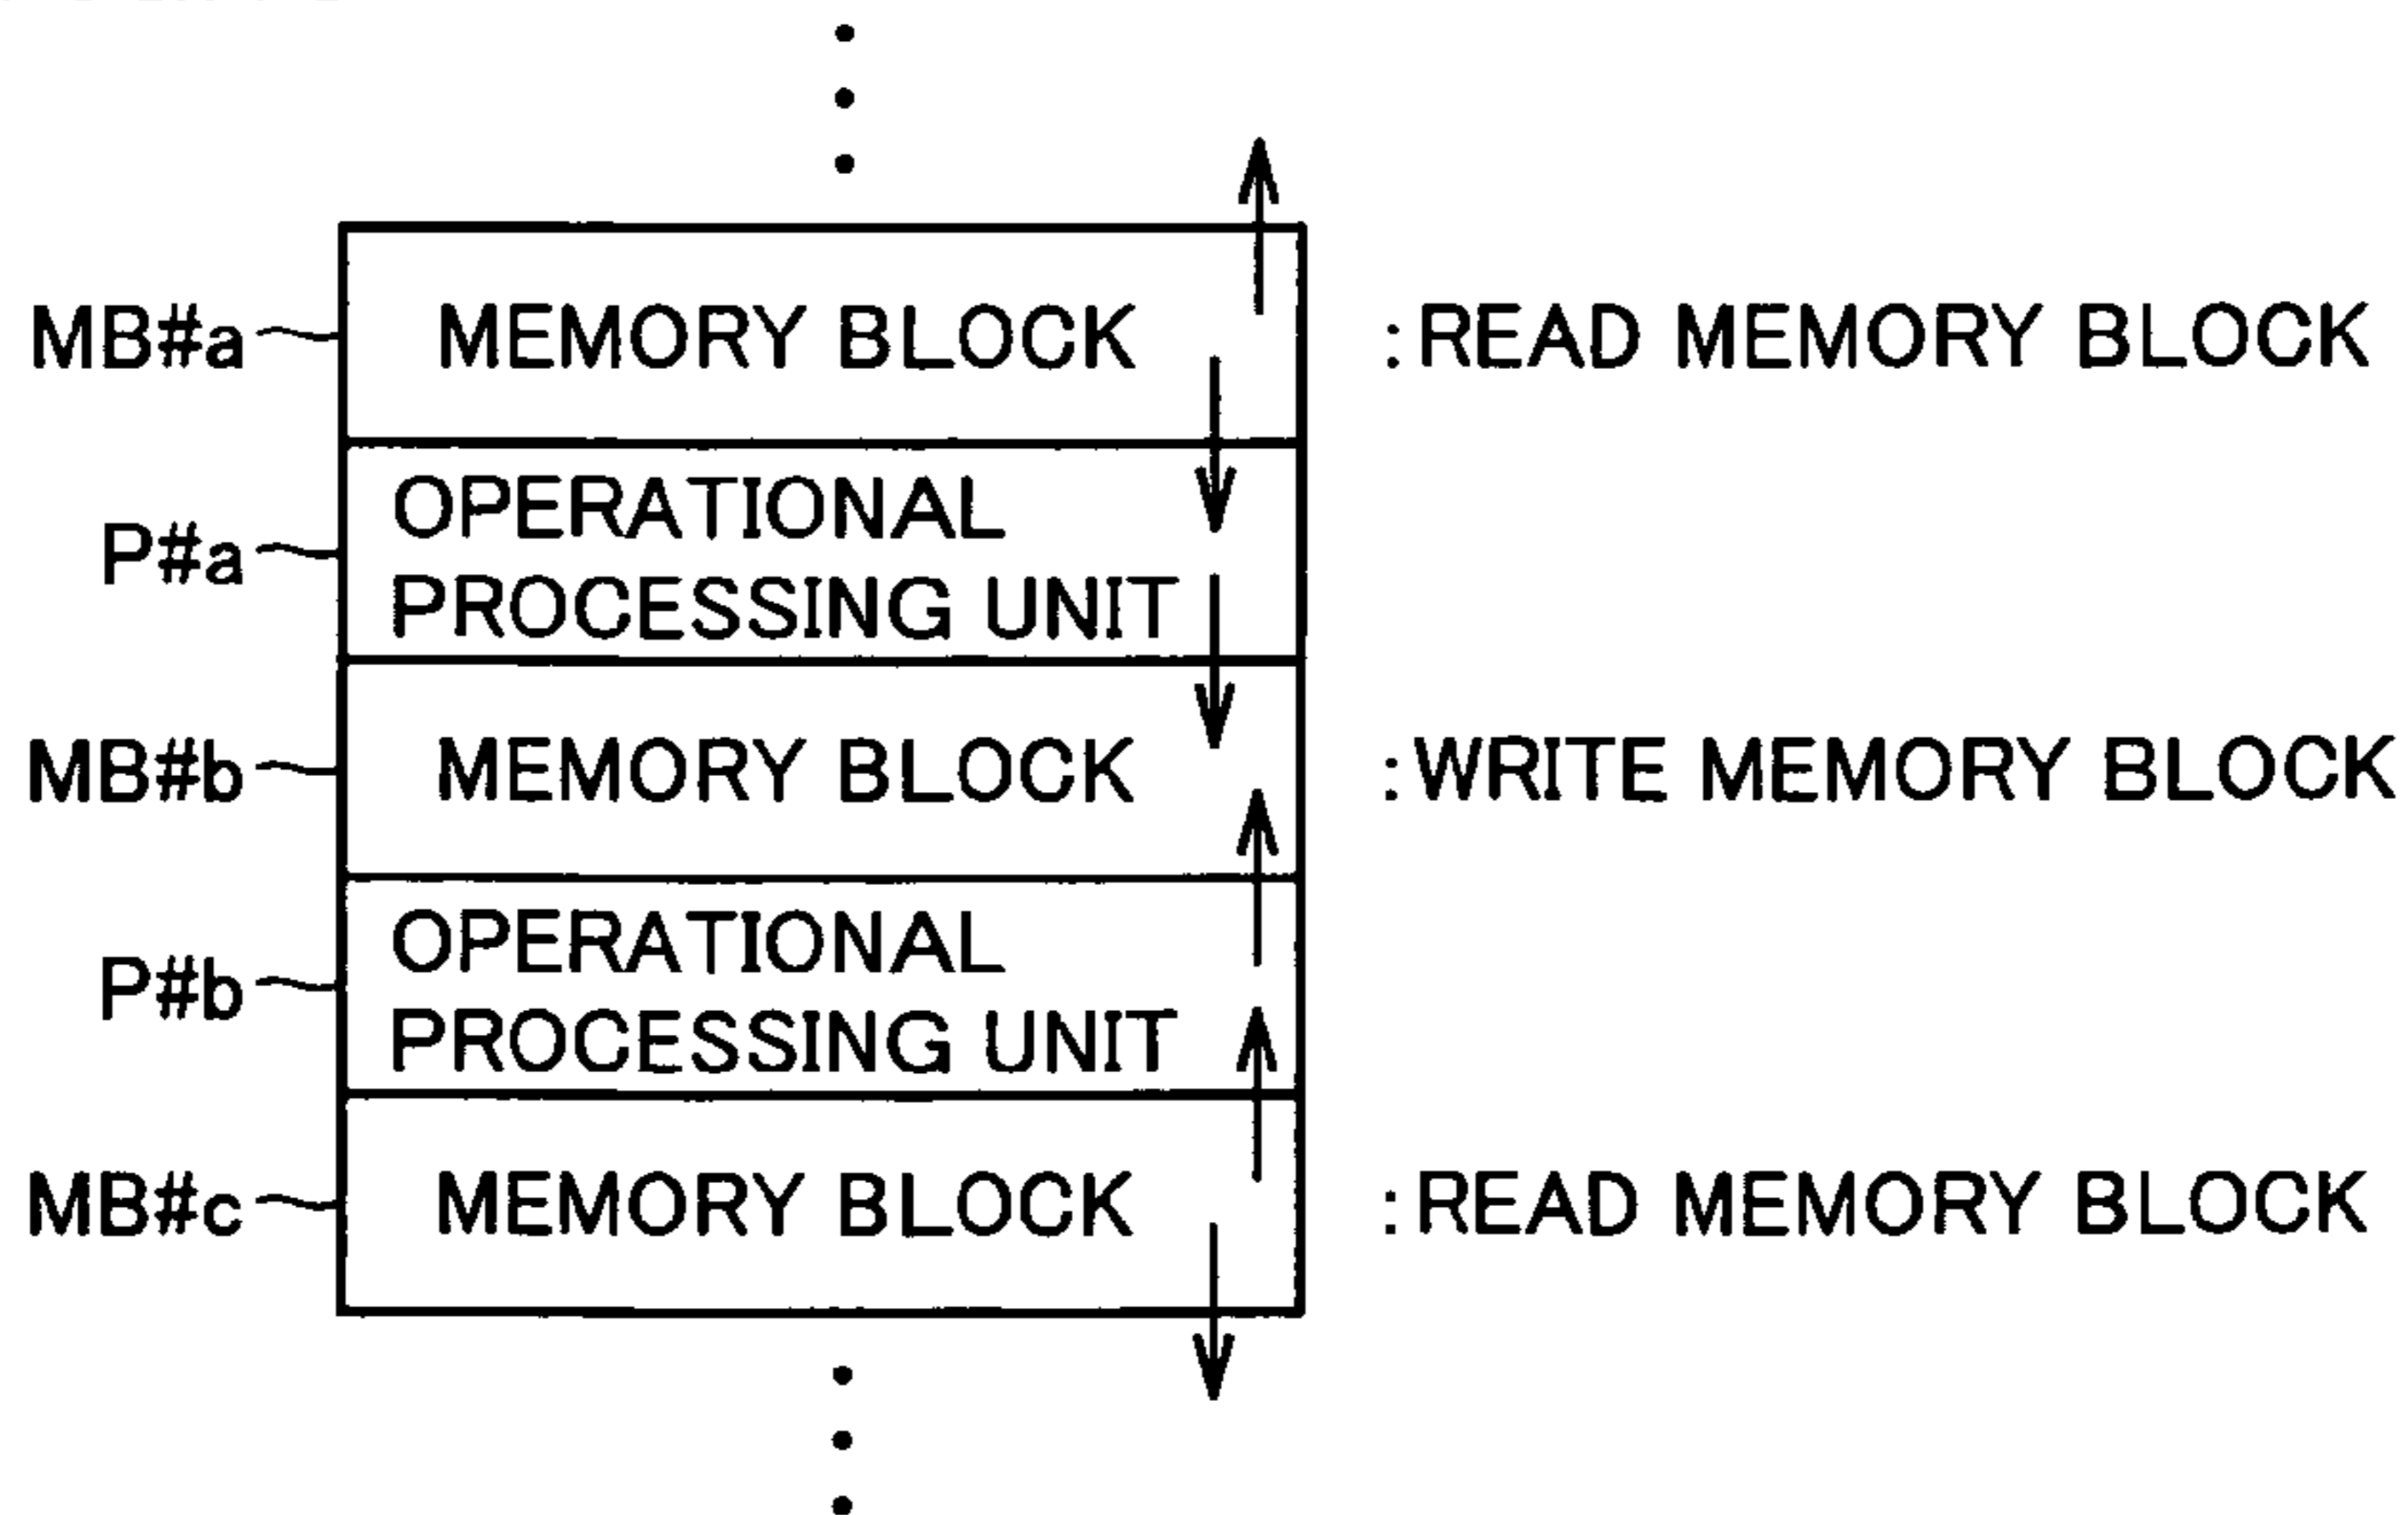 MB#a MEMORY BLOCK :READ MEMORY BLOCK
P#a OPERATIONAL
PROCESSING UNIT
MB#b MEMORY BLOCK :WRITE MEMORY BLOCK
P#b OPERATIONAL
PROCESSING UNIT
MB#c MEMORY BLOCK :READ MEMORY BLOCK